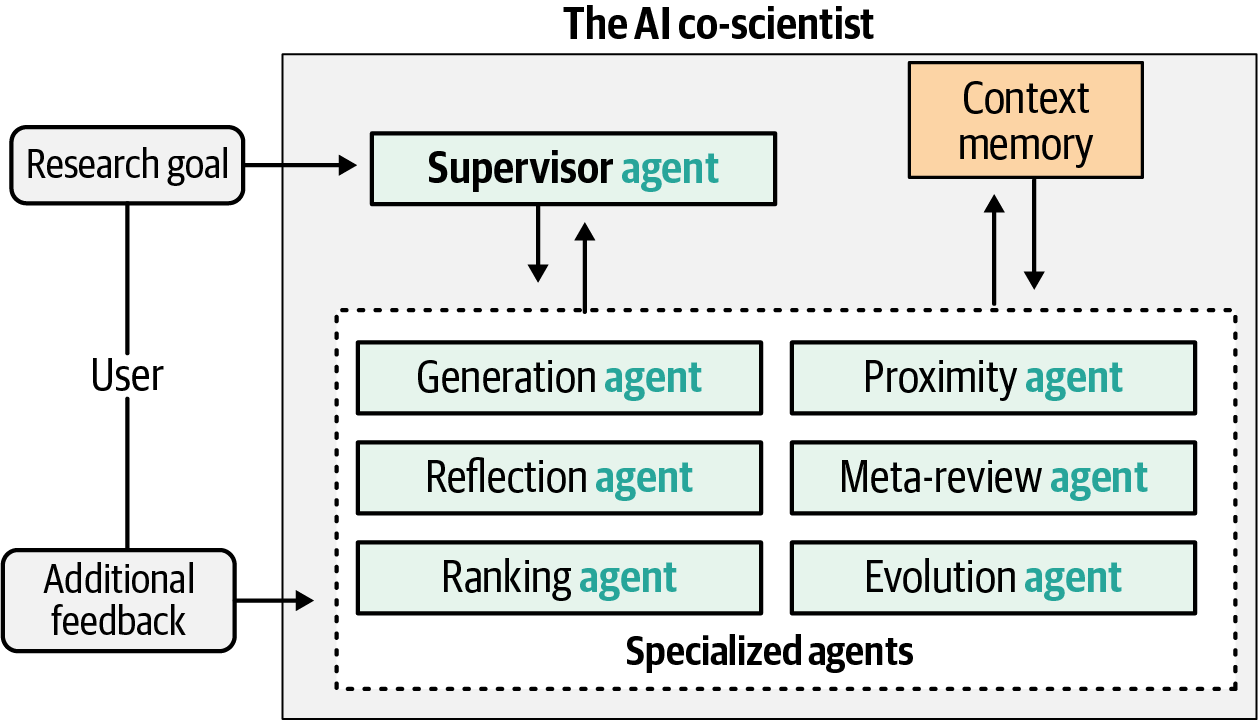 The AI co-scientist
Research goal
Supervisor agent
Context
memory
User
Generation agent
Proximity agent
Reflection agent
Meta-review agent
Ranking agent
Evolution agent
Additional
feedback
Specialized agents